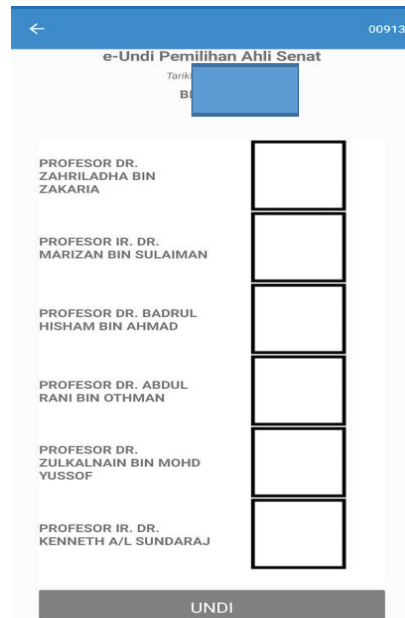 00913
e-Undi Pemilihan Ahli Senat
PROFESOR DR.
ZAHRILADHA BIN
ZAKARIA
PROFESOR IR. DR.
MARIZAN BIN SULAIMAN
PROFESOR DR. BADRUL
HISHAM BIN AHMAD
PROFESOR DR. ABDUL
RANI BIN OTHMAN
PROFESOR DR.
ZULKALNAIN BIN MOHD
YUSSOF
PROFESOR IR. DR.
KENNETH A/L SUNDARAJ
UNDI